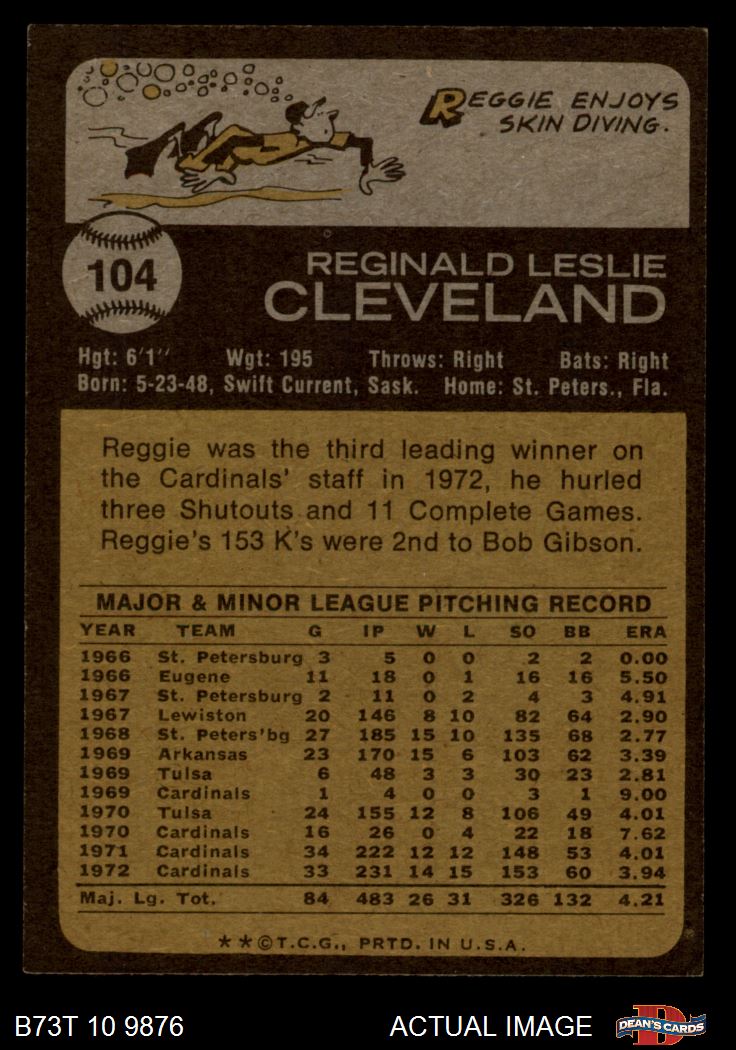 REGGIE ENJOYS
SKIN DIVING.
104
REGINALD LESLIE
CLEVELAND
Hgt: 6'1'' Wgt: 195 Throws: Right Bats: Right
Born: 5-23-48, Swift Current, Sask. Home: St. Peters., Fla.
Reggie was the third leading winner on
the Cardinals' staff in 1972, he hurled
three Shutouts and 11 Complete Games.
Reggie's 153 K's were 2nd to Bob Gibson.
MAJOR & MINOR LEAGUE PITCHING RECORD
YEAR TEAM G IP W L SO BB ERA
1966 St. Petersburg 3 5 0 0 2 2 0.00
1966 Eugene 11 18 0 1 16 16 5.50
1967 St. Petersburg 2 11 0 2 4 3 4.91
1967 Lewiston 20 146 8 10 82 64 2.90
1968 St. Peters'bg 27 185 15 10 135 68 2.77
1969 Arkansas 23 170 15 6 103 62 3.39
1969 Tulsa 6 48 3 3 30 23 2.81
1969 Cardinals 1 4 0 0 3 1 9.00
1970 Tulsa 24 155 12 8 106 49 4.01
1970 Cardinals 16 26 0 4 22 18 7.62
1971 Cardinals 34 222 12 12 148 53 4.01
1972 Cardinals 33 231 14 15 153 60 3.94
Maj. Lg. Tot. 84 483 26 31 326 132 4.21
**©T.C.G., PRTD. IN U.S.A.
B73T 10 9876 ACTUAL IMAGE D DEAN'S CARDS